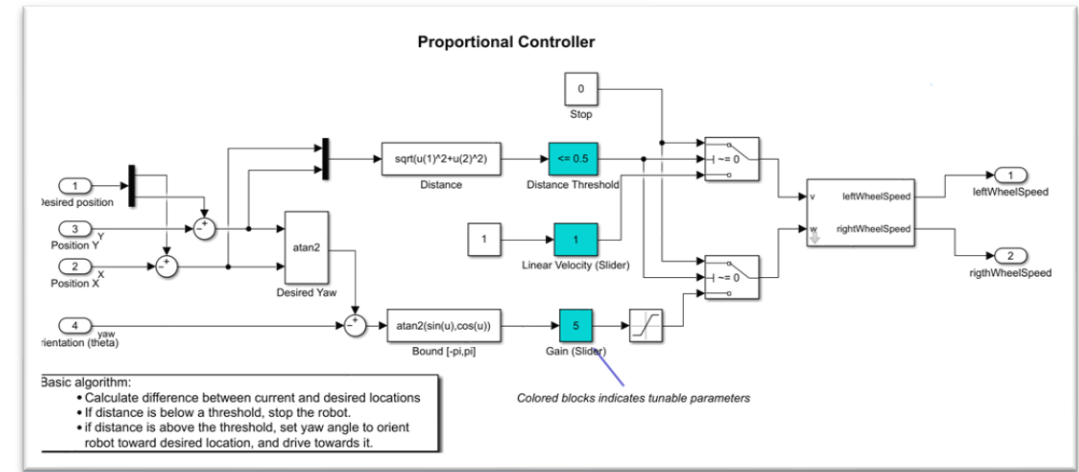 Proportional Controller
0
Stop
sqrt(u(1)^2+u(2)^2)
Distance
<= 0.5
Distance Threshold
~= 0
1
esired position
3
Y
Position Y
2
X
Position X
atan2
Desired Yaw
1
1
Linear Velocity (Slider)
~= 0
v
leftWheelSpeed
w
rightWheelSpeed
1
leftWheelSpeed
2
rigthWheelSpeed
4
yaw
ientation (theta)
atan2(sin(u),cos(u))
Bound [-pi,pi]
5
Gain (Slider)
Colored blocks indicates tunable parameters
Basic algorithm:
• Calculate difference between current and desired locations
• If distance is below a threshold, stop the robot.
• if distance is above the threshold, set yaw angle to orient
robot toward desired location, and drive towards it.